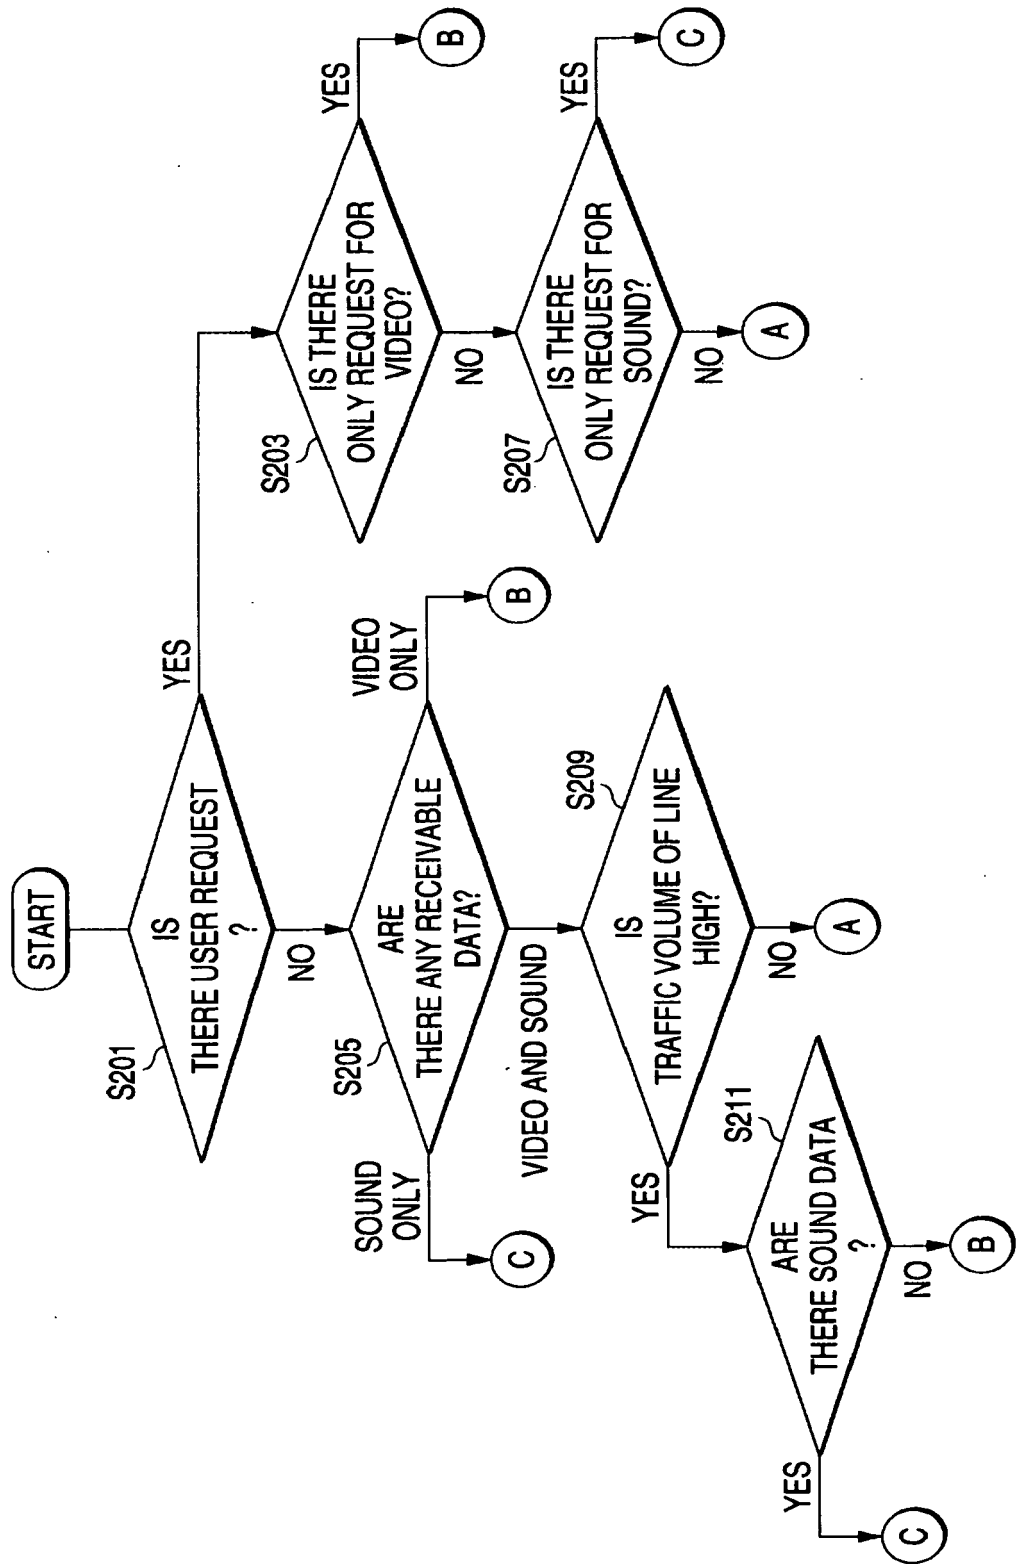 START
S201
IS
THERE USER REQUEST
?
YES
NO
S203
IS THERE
ONLY REQUEST FOR
VIDEO?
YES
B
NO
S205
ARE
THERE ANY RECEIVABLE
DATA?
SOUND
ONLY
C
VIDEO
ONLY
B
VIDEO AND SOUND
S207
IS THERE
ONLY REQUEST FOR
SOUND?
YES
C
NO
A
S209
IS
TRAFFIC VOLUME OF LINE
HIGH?
YES
NO
A
S211
ARE
THERE SOUND DATA
?
YES
C
NO
B